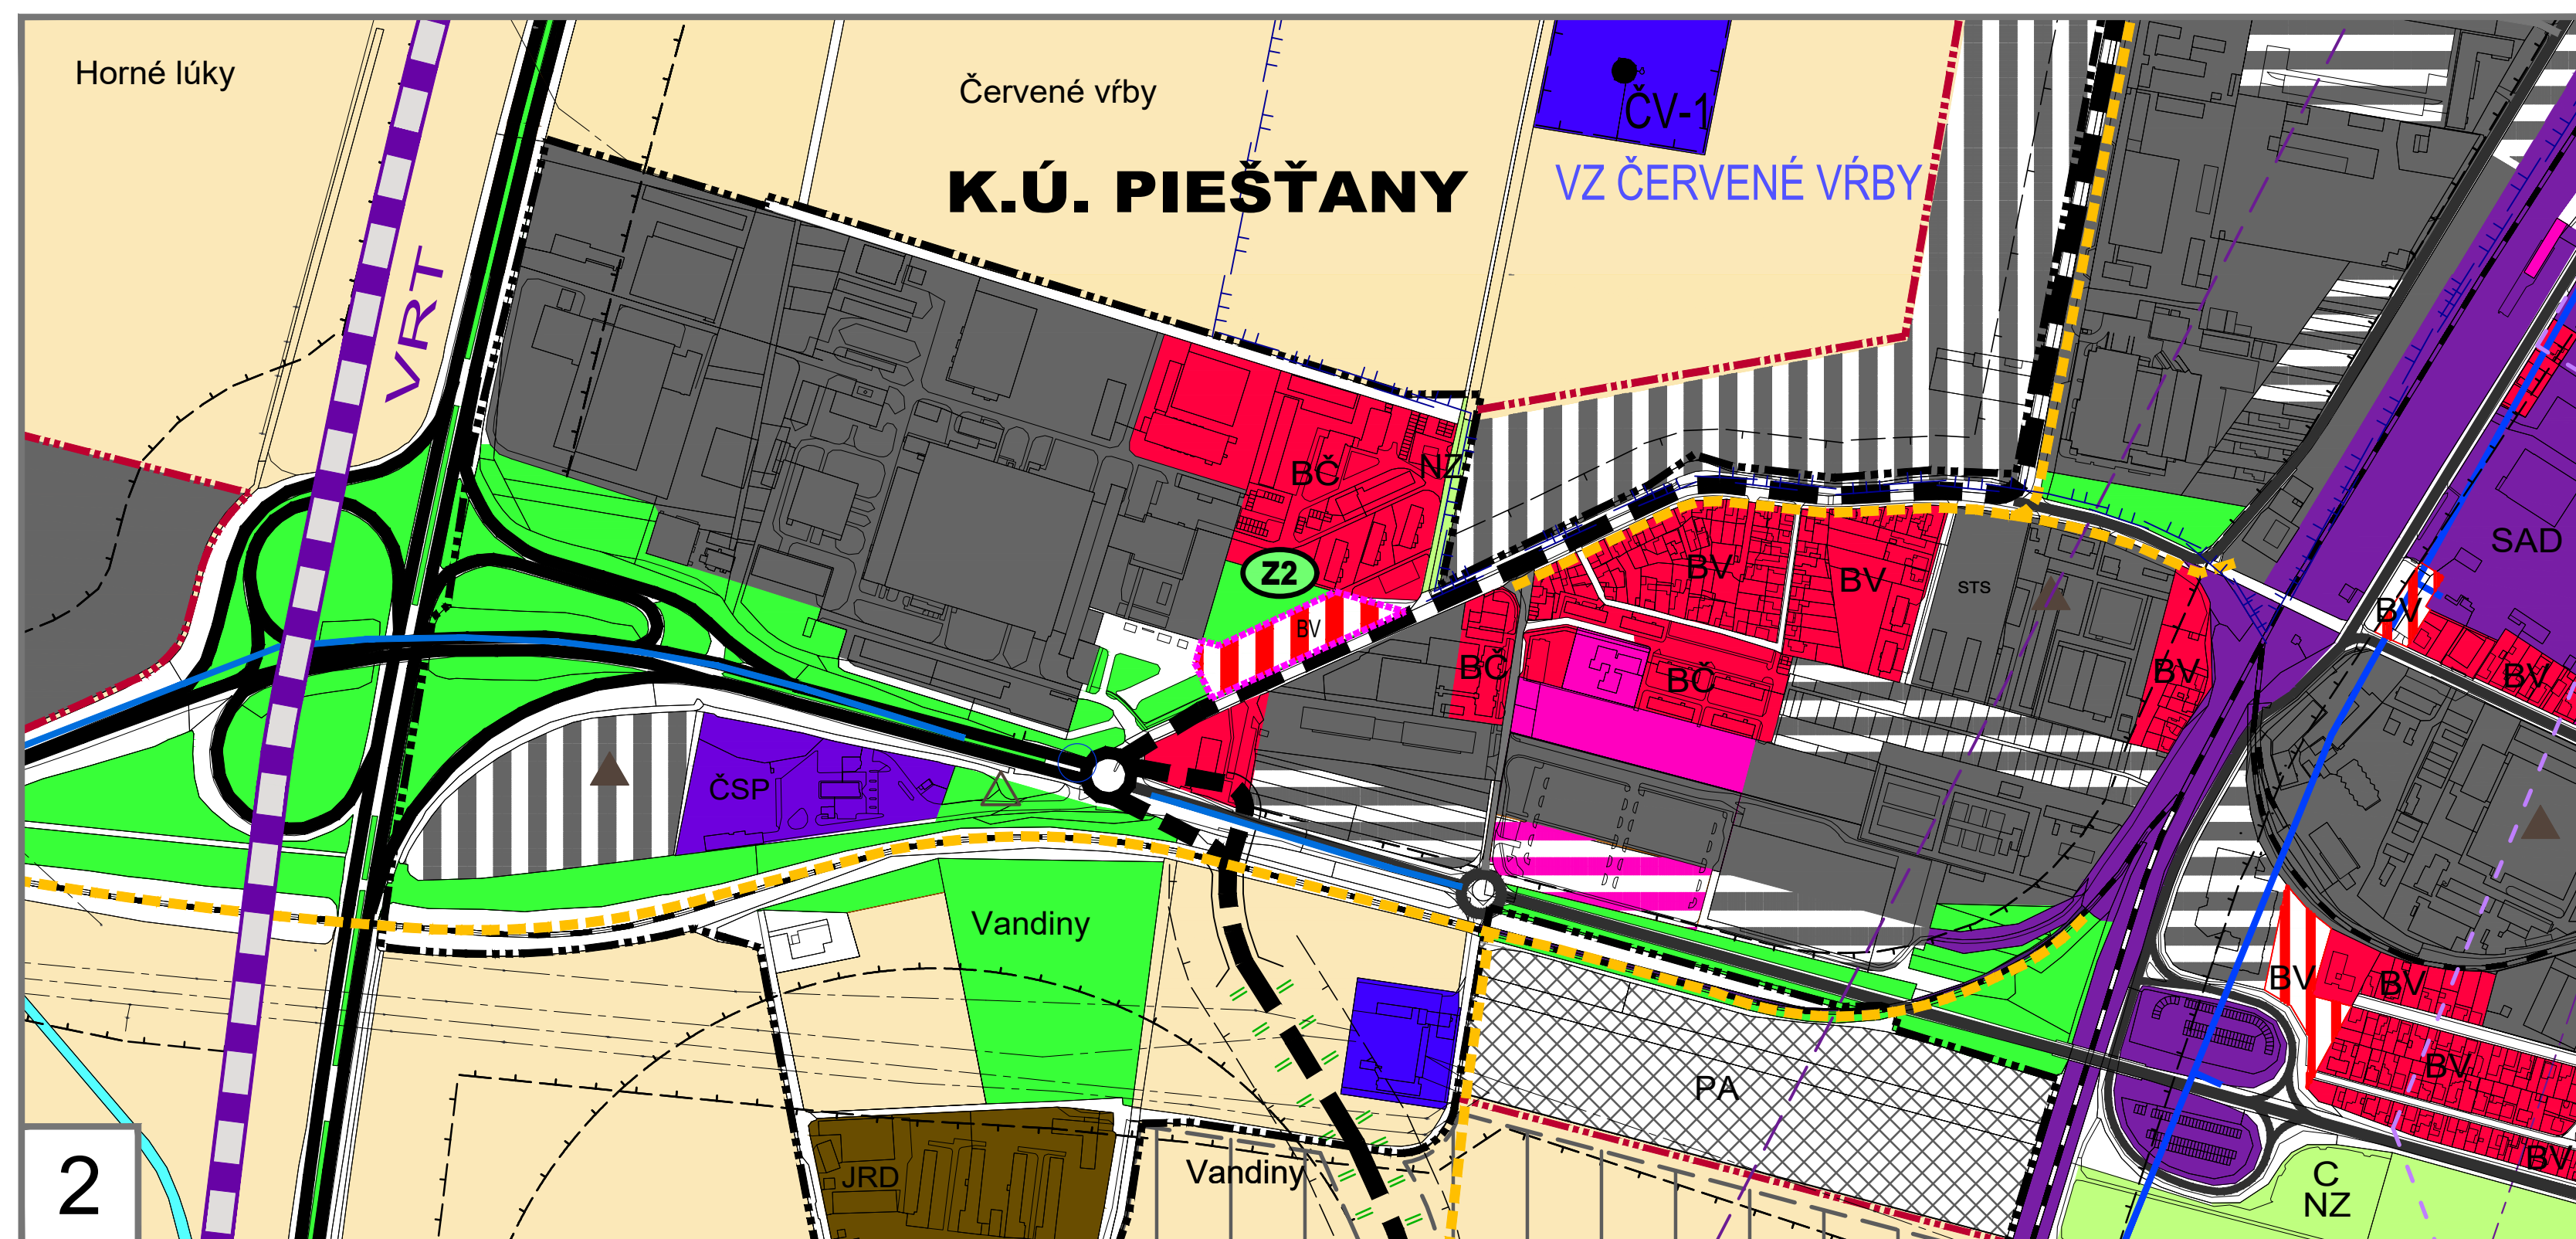 Horné lúky
Červené vŕby
ČV-1
K.Ú. PIEŠŤANY
VZ ČERVENÉ VŔBY
VRT
BČ
NZ
SAD
Z2
BV
BV
STS
BV
BV
BČ
BČ
BV
BV
ČSP
Vandiny
BV
BV
BV
PA
JRD
Vandiny
BV
C
NZ
2